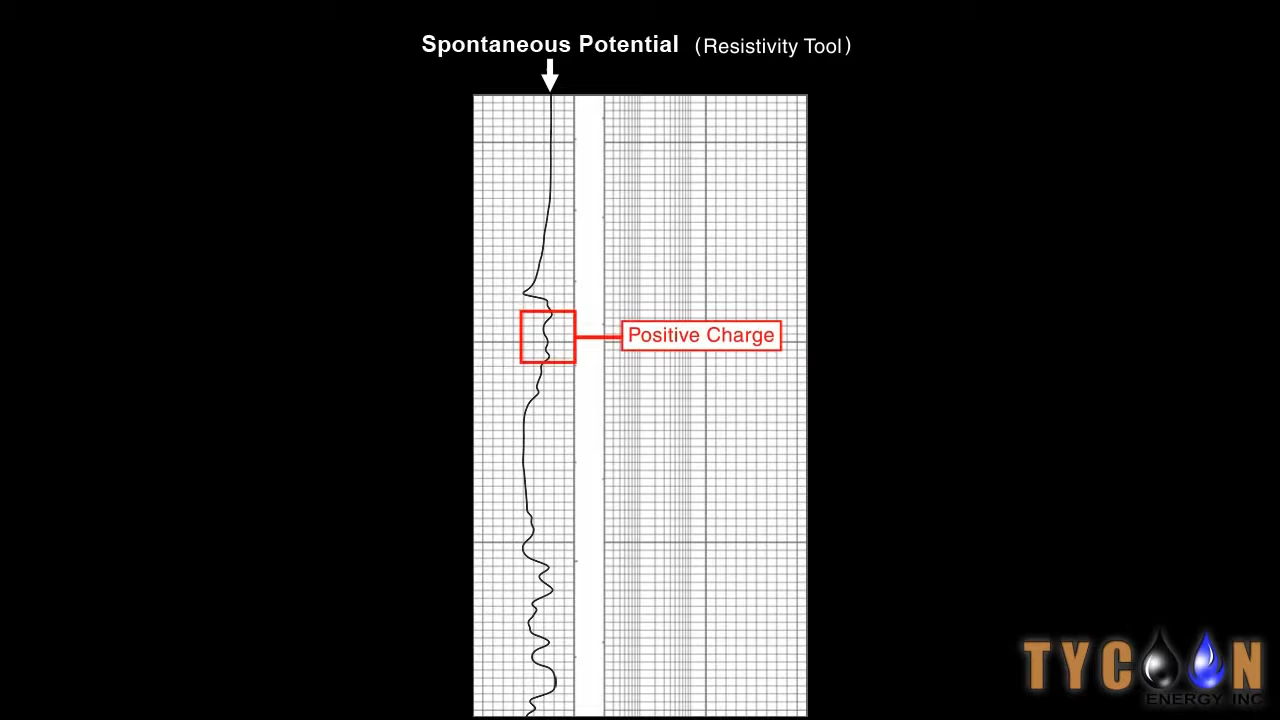 Spontaneous Potential (Resistivity Tool)
Positive Charge
TYCOON
ENERGY, INC